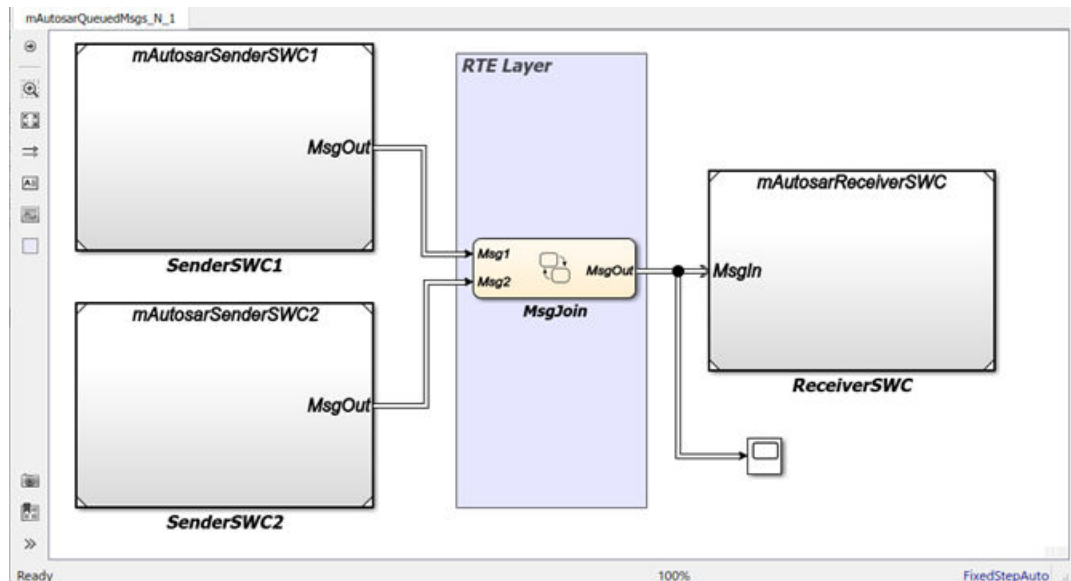 mAutosarQueuedMsgs_N_1
mAutosarSenderSWC1
MsgOut
SenderSWC1
mAutosarSenderSWC2
MsgOut
SenderSWC2
RTE Layer
Msg1
Msg2
MsgOut
MsgJoin
mAutosarReceiverSWC
MsgIn
ReceiverSWC
Ready
100%
FixedStepAuto